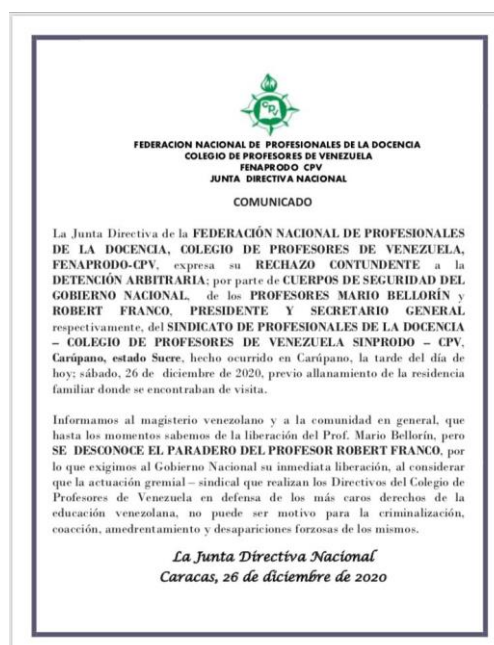 CPV
FEDERACION NACIONAL DE PROFESIONALES DE LA DOCENCIA
COLEGIO DE PROFESORES DE VENEZUELA
FENAPRODO CPV
JUNTA DIRECTIVA NACIONAL
COMUNICADO
La Junta Directiva de la FEDERACIÓN NACIONAL DE PROFESIONALES
DE LA DOCENCIA, COLEGIO DE PROFESORES DE VENEZUELA,
FENAPRODO-CPV, expresa su RECHAZO CONTUNDENTE a la
DETENCIÓN ARBITRARIA; por parte de CUERPOS DE SEGURIDAD DEL
GOBIERNO NACIONAL, de los PROFESORES MARIO BELLORÍN y
ROBERT FRANCO, PRESIDENTE Y SECRETARIO GENERAL
respectivamente, del SINDICATO DE PROFESIONALES DE LA DOCENCIA
– COLEGIO DE PROFESORES DE VENEZUELA SINPRODO – CPV,
Carúpano, estado Sucre, hecho ocurrido en Carúpano, la tarde del día de
hoy; sábado, 26 de diciembre de 2020, previo allanamiento de la residencia
familiar donde se encontraban de visita.
Informamos al magisterio venezolano y a la comunidad en general, que
hasta los momentos sabemos de la liberación del Prof. Mario Bellorín, pero
SE DESCONOCE EL PARADERO DEL PROFESOR ROBERT FRANCO, por
lo que exigimos al Gobierno Nacional su inmediata liberación, al considerar
que la actuación gremial – sindical que realizan los Directivos del Colegio de
Profesores de Venezuela en defensa de los más caros derechos de la
educación venezolana, no puede ser motivo para la criminalización,
coacción, amedrentamiento y desapariciones forzosas de los mismos.
La Junta Directiva Nacional
Caracas, 26 de diciembre de 2020